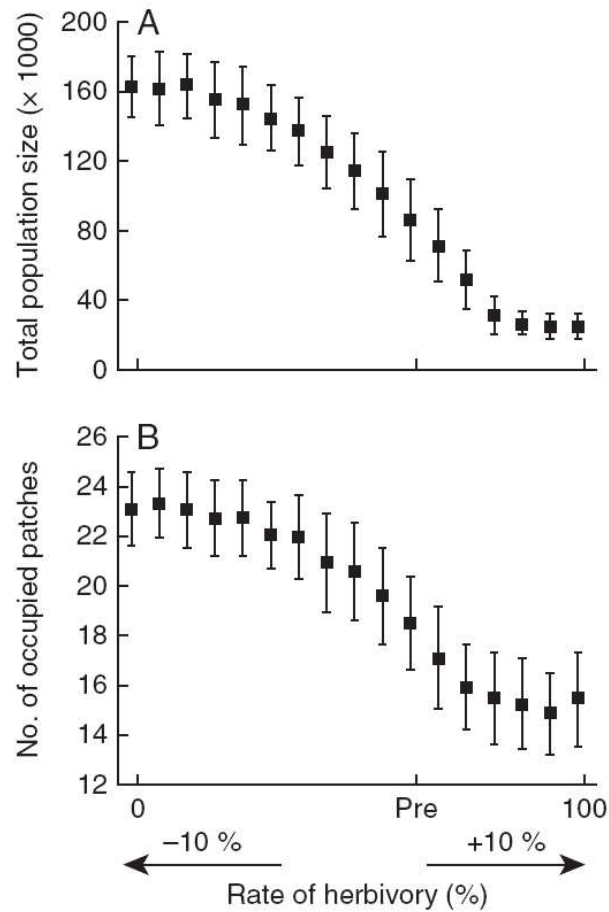 A
Total population size (× 1000)
200
160
120
80
40
0
B
No. of occupied patches
26
24
22
20
18
16
14
12
0 Pre 100
–10 % +10 %
Rate of herbivory (%)